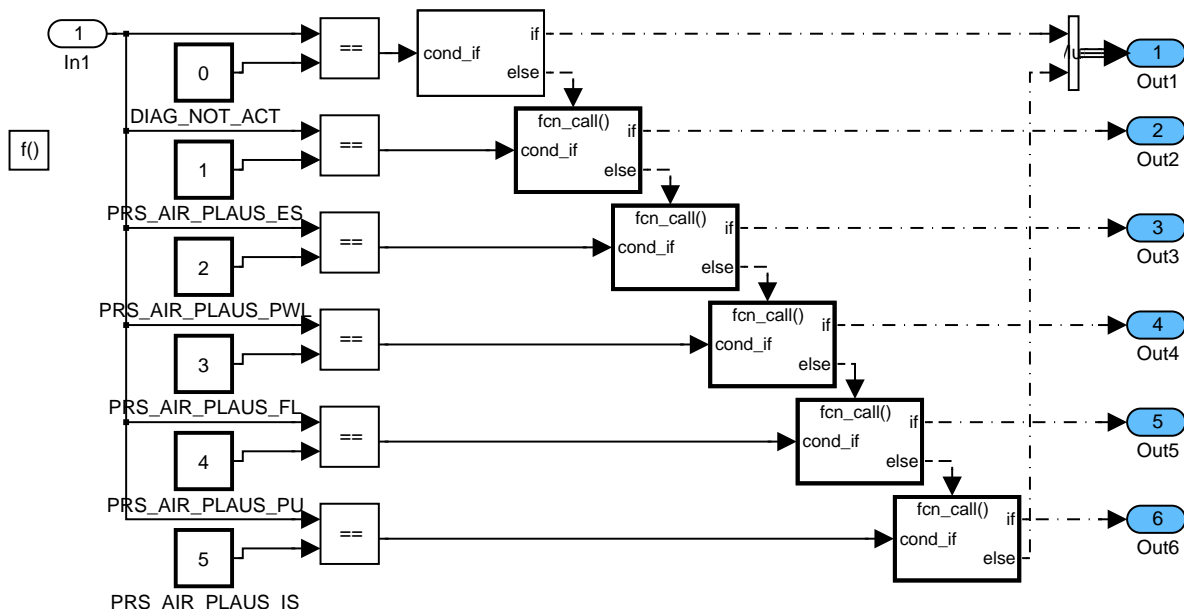 1
In1
0
DIAG_NOT_ACT
==
cond_if
if
else
1
Out1
f()
1
PRS_AIR_PLAUS_ES
==
fcn_call()
cond_if
if
else
2
Out2
2
PRS_AIR_PLAUS_PWL
==
fcn_call()
cond_if
if
else
3
Out3
3
PRS_AIR_PLAUS_FL
==
fcn_call()
cond_if
if
else
4
Out4
4
PRS_AIR_PLAUS_PU
==
fcn_call()
cond_if
if
else
5
Out5
5
PRS_AIR_PLAUS_IS
==
fcn_call()
cond_if
if
else
6
Out6